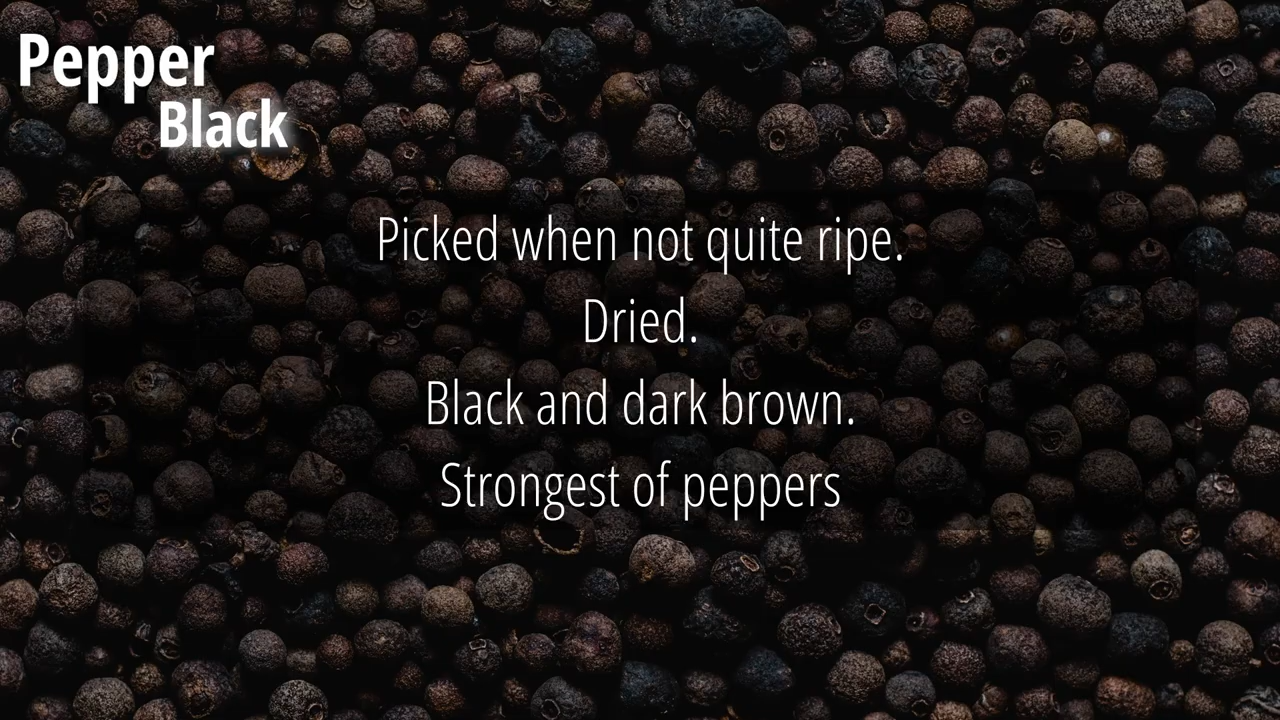 Pepper
Black
Picked when not quite ripe.
Dried.
Black and dark brown.
Strongest of peppers